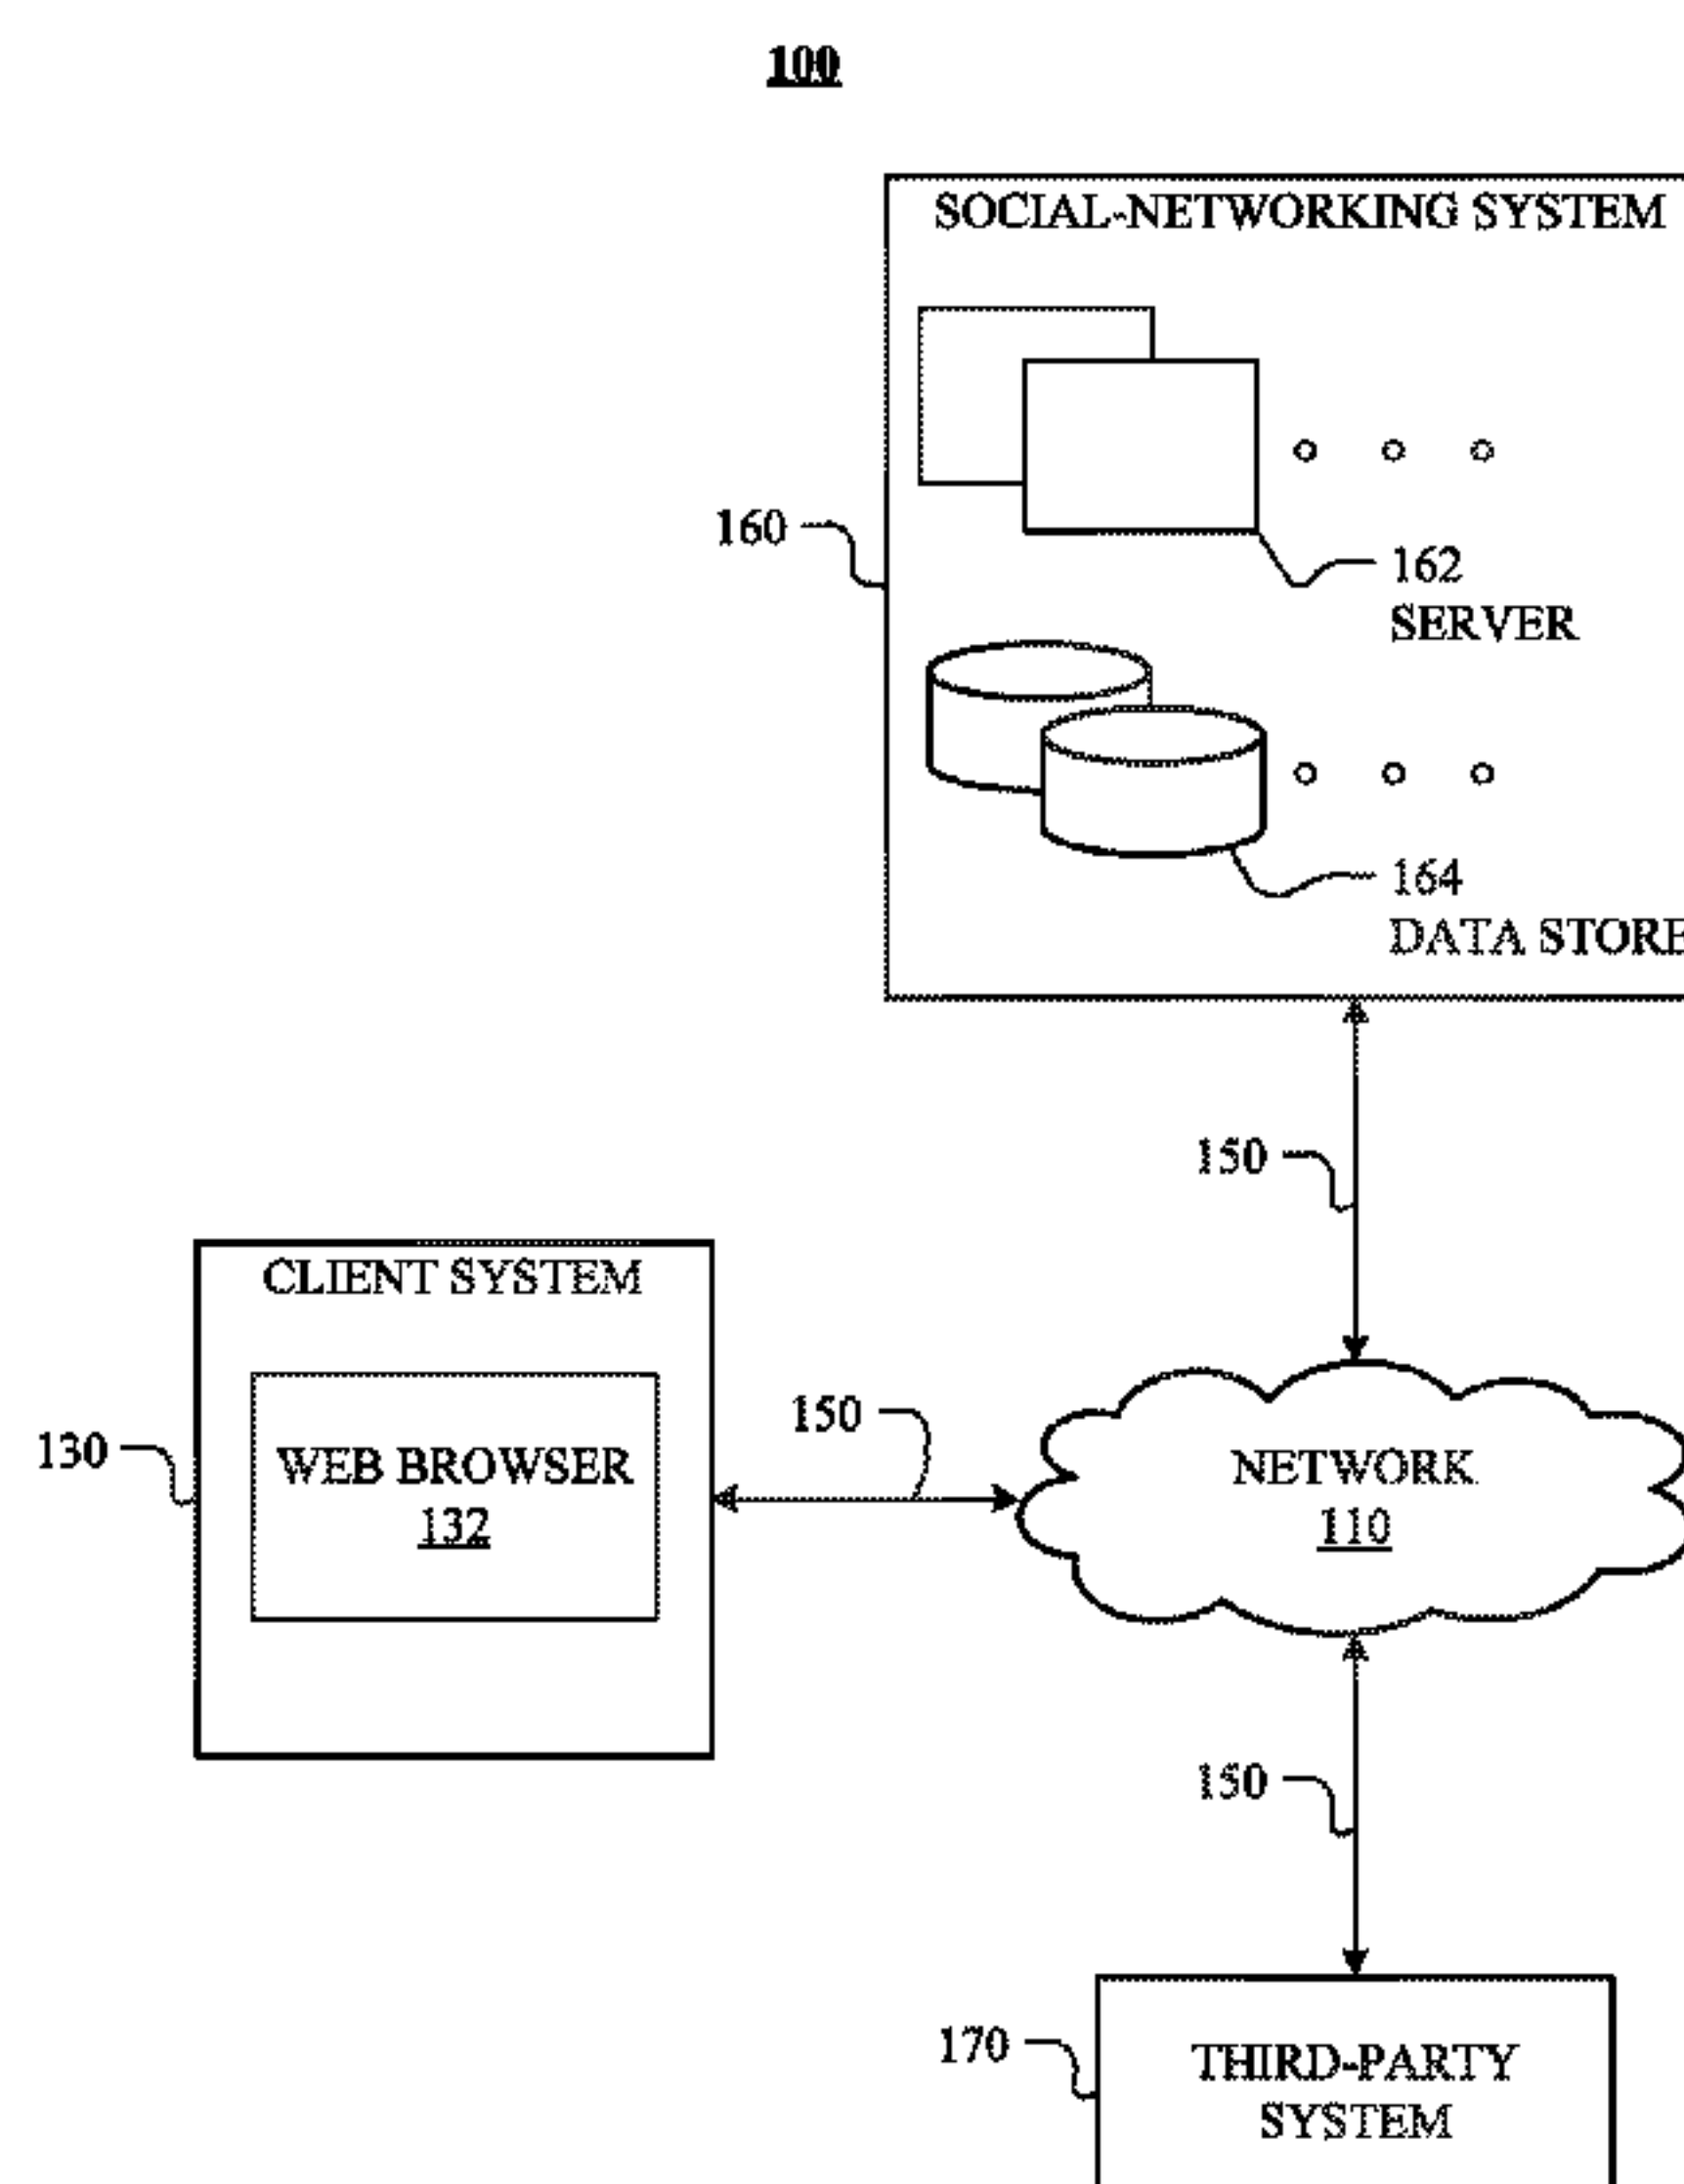 100
SOCIAL-NETWORKING SYSTEM
160
162
SERVER
164
DATA STORE
150
CLIENT SYSTEM
130
WEB BROWSER
132
150
NETWORK
110
150
170
THIRD-PARTY
SYSTEM